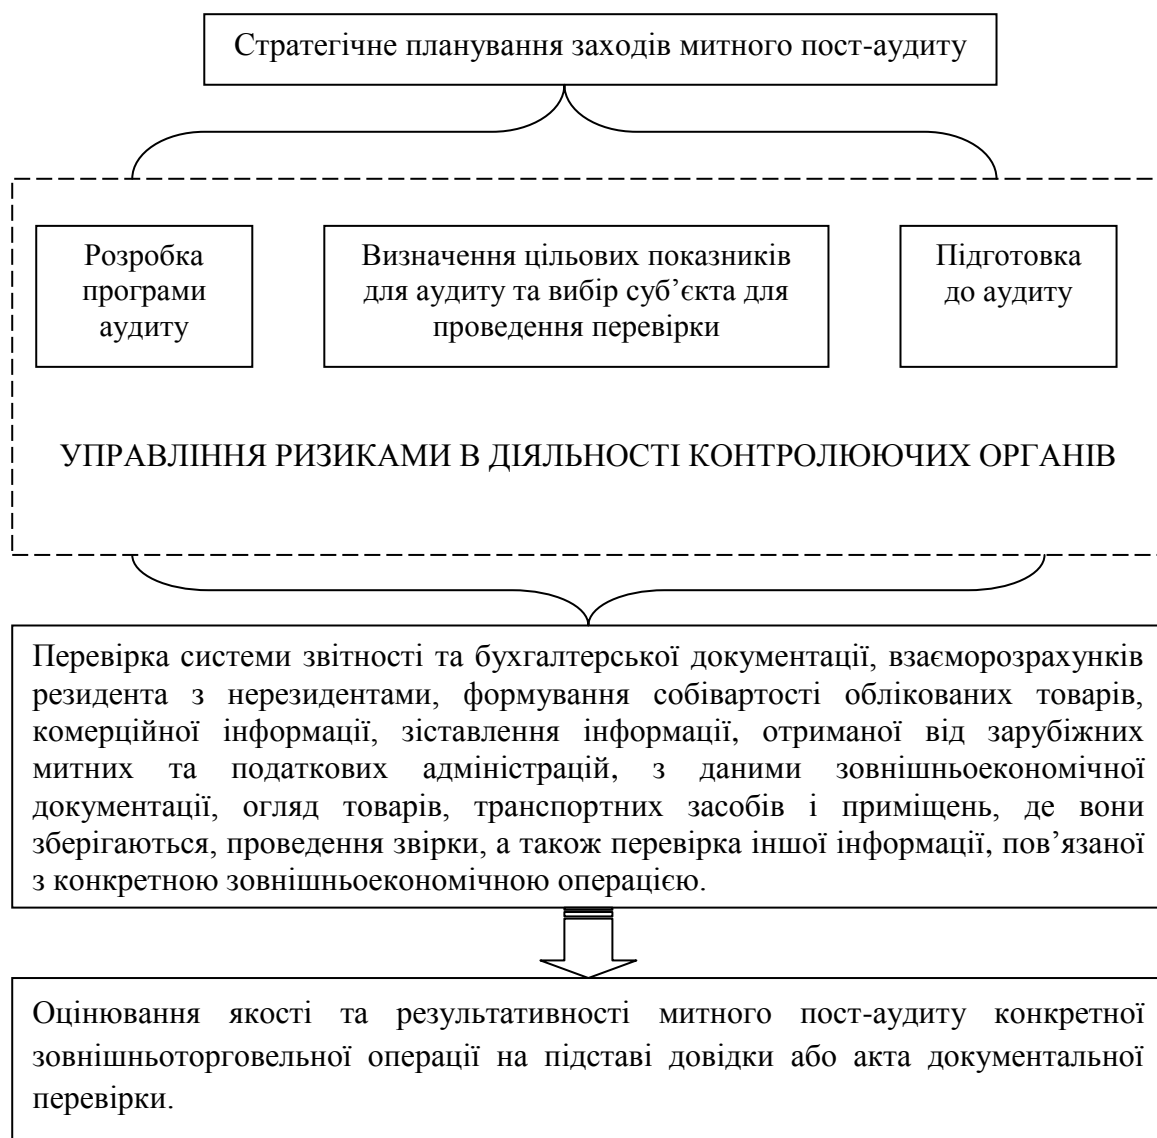 Стратегічне планування заходів митного пост-аудиту
Розробка
програми
аудиту
Визначення цільових показників
для аудиту та вибір суб’єкта для
проведення перевірки
Підготовка
до аудиту
УПРАВЛІННЯ РИЗИКАМИ В ДІЯЛЬНОСТІ КОНТРОЛЮЮЧИХ ОРГАНІВ
Перевірка системи звітності та бухгалтерської документації, взаєморозрахунків
резидента з нерезидентами, формування собівартості облікованих товарів,
комерційної інформації, зіставлення інформації, отриманої від зарубіжних
митних та податкових адміністрацій, з даними зовнішньоекономічної
документації, огляд товарів, транспортних засобів і приміщень, де вони
зберігаються, проведення звірки, а також перевірка іншої інформації, пов’язаної
з конкретною зовнішньоекономічною операцією.
Оцінювання якості та результативності митного пост-аудиту конкретної
зовнішньоторговельної операції на підставі довідки або акта документальної
перевірки.